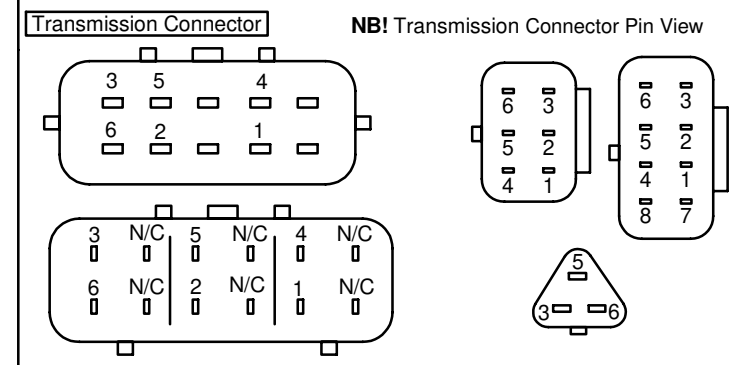 Transmission Connector
NB! Transmission Connector Pin View
3 5 4
6 2 1
6 3
5 2
4 1
6 3
5 2
4 1
8 7
3 N/C 5 N/C 4 N/C
6 N/C 2 N/C 1 N/C
5
3 6